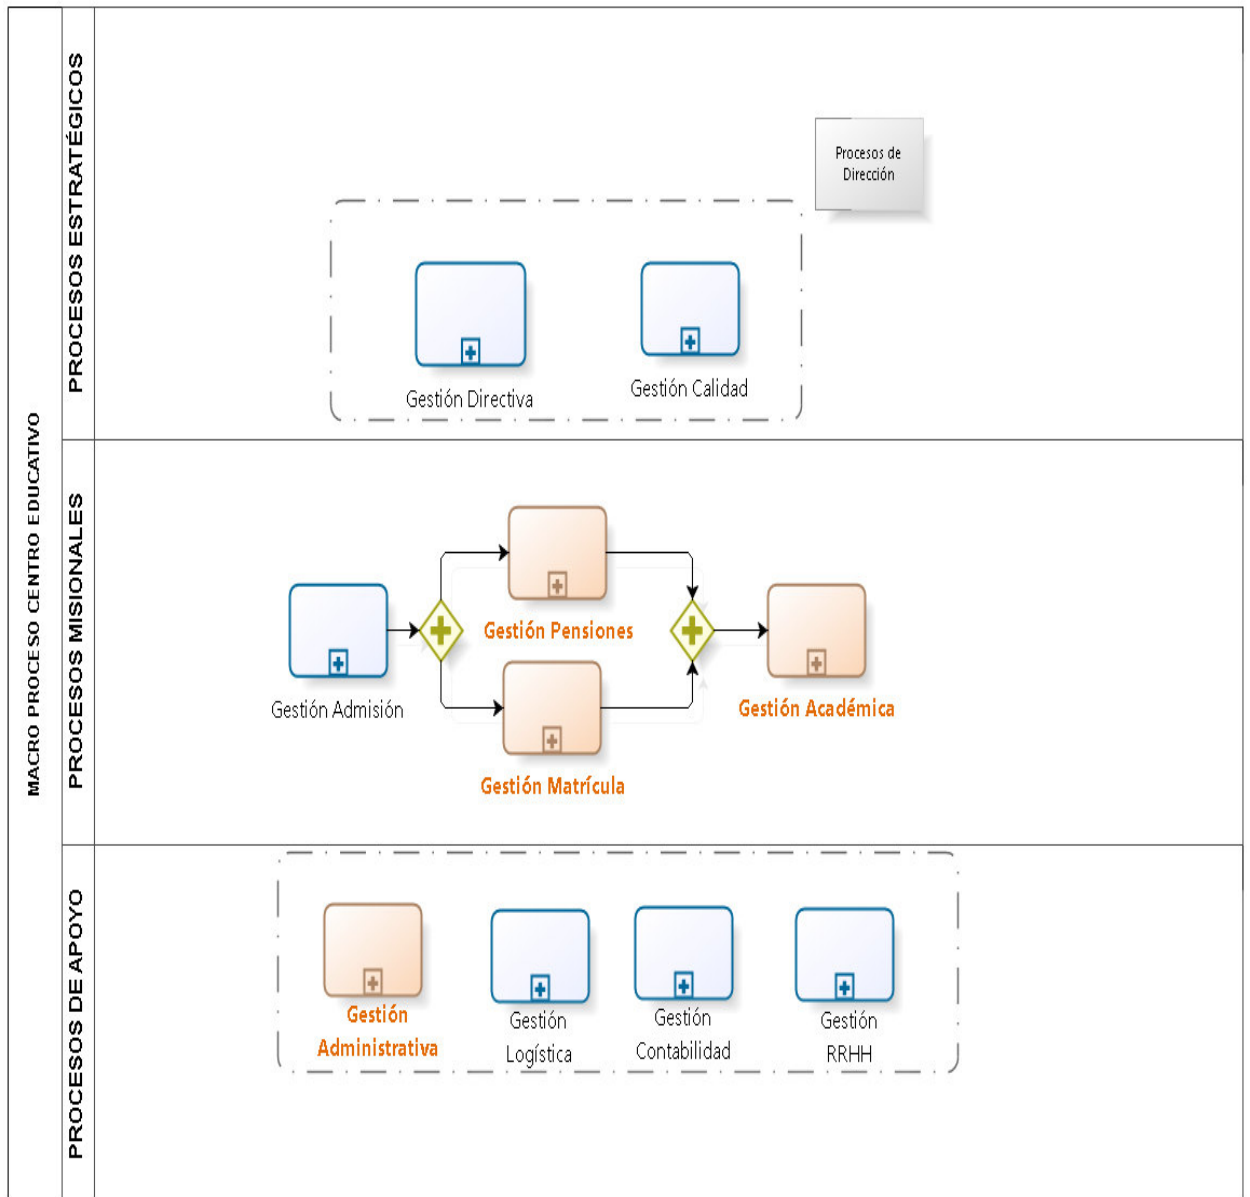 MACRO PROCESO CENTRO EDUCATIVO
PROCESOS ESTRATÉGICOS
Procesos de
Dirección
Gestión Directiva
Gestión Calidad
PROCESOS MISIONALES
Gestión Admisión
Gestión Pensiones
Gestión Matrícula
Gestión Académica
PROCESOS DE APOYO
Gestión
Administrativa
Gestión
Logística
Gestión
Contabilidad
Gestión
RRHH